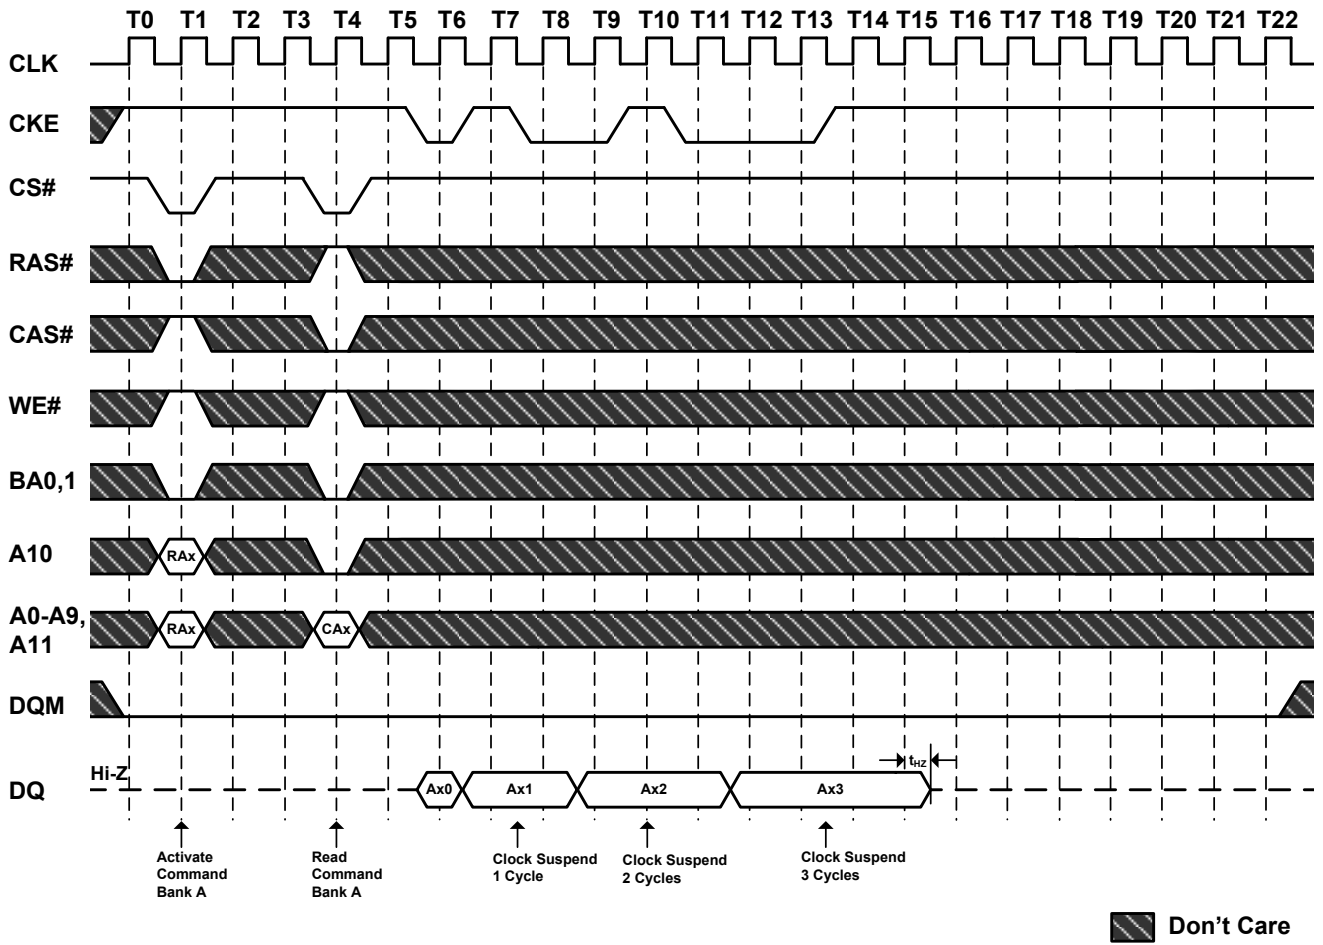 T0 T1 T2 T3 T4 T5 T6 T7 T8 T9 T10 T11 T12 T13 T14 T15 T16 T17 T18 T19 T20 T21 T22
CLK
CKE
CS#
RAS#
CAS#
WE#
BA0,1
A10
RAx
A0-A9,
A11
RAx
CAx
DQM
tHZ
Hi-Z
DQ
Ax0
Ax1
Ax2
Ax3
Activate
Command
Bank A
Read
Command
Bank A
Clock Suspend
1 Cycle
Clock Suspend
2 Cycles
Clock Suspend
3 Cycles
Don't Care